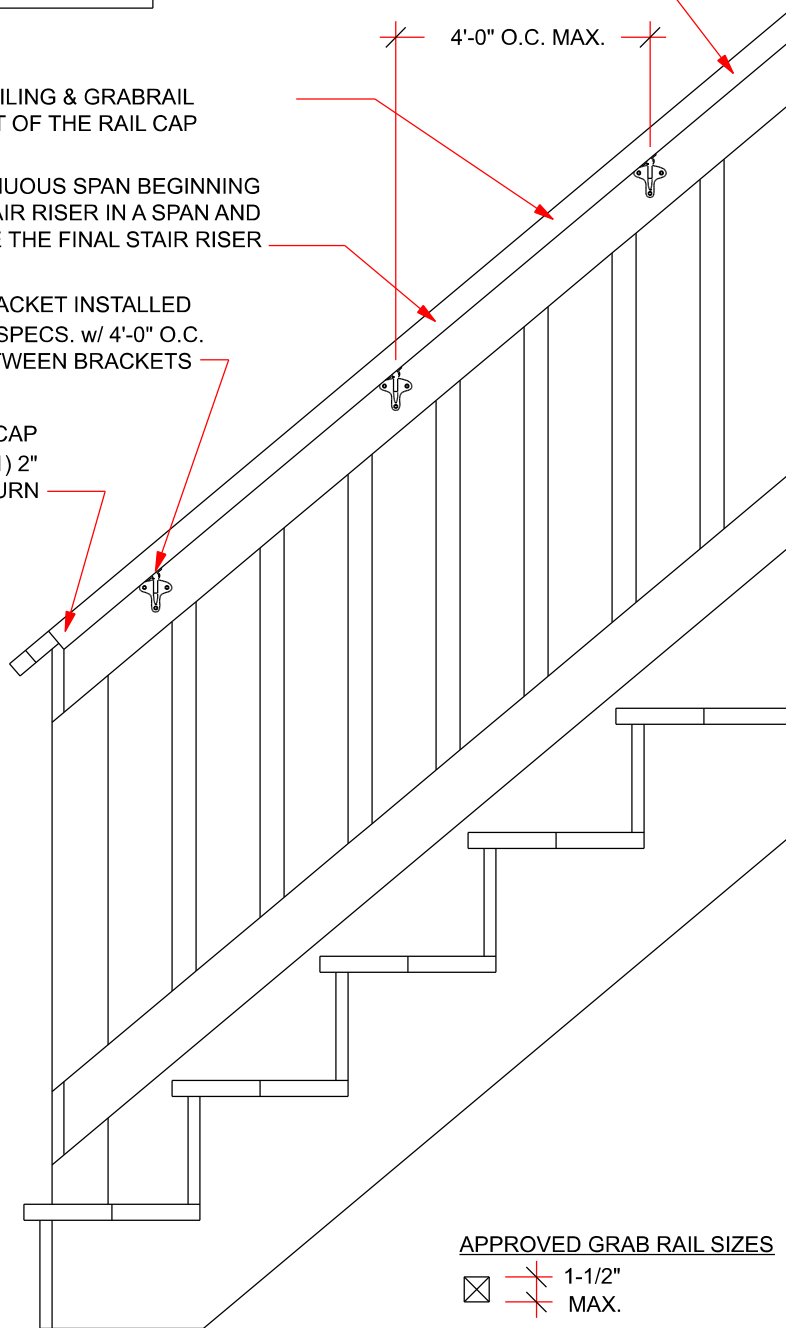 4'-0" O.C. MAX.
ILING & GRABRAIL
T OF THE RAIL CAP
NUOUS SPAN BEGINNING
AIR RISER IN A SPAN AND
E THE FINAL STAIR RISER
ACKET INSTALLED
SPECS. w/ 4'-0" O.C.
TWEEN BRACKETS
CAP
1) 2"
URN
APPROVED GRAB RAIL SIZES
1-1/2"
MAX.